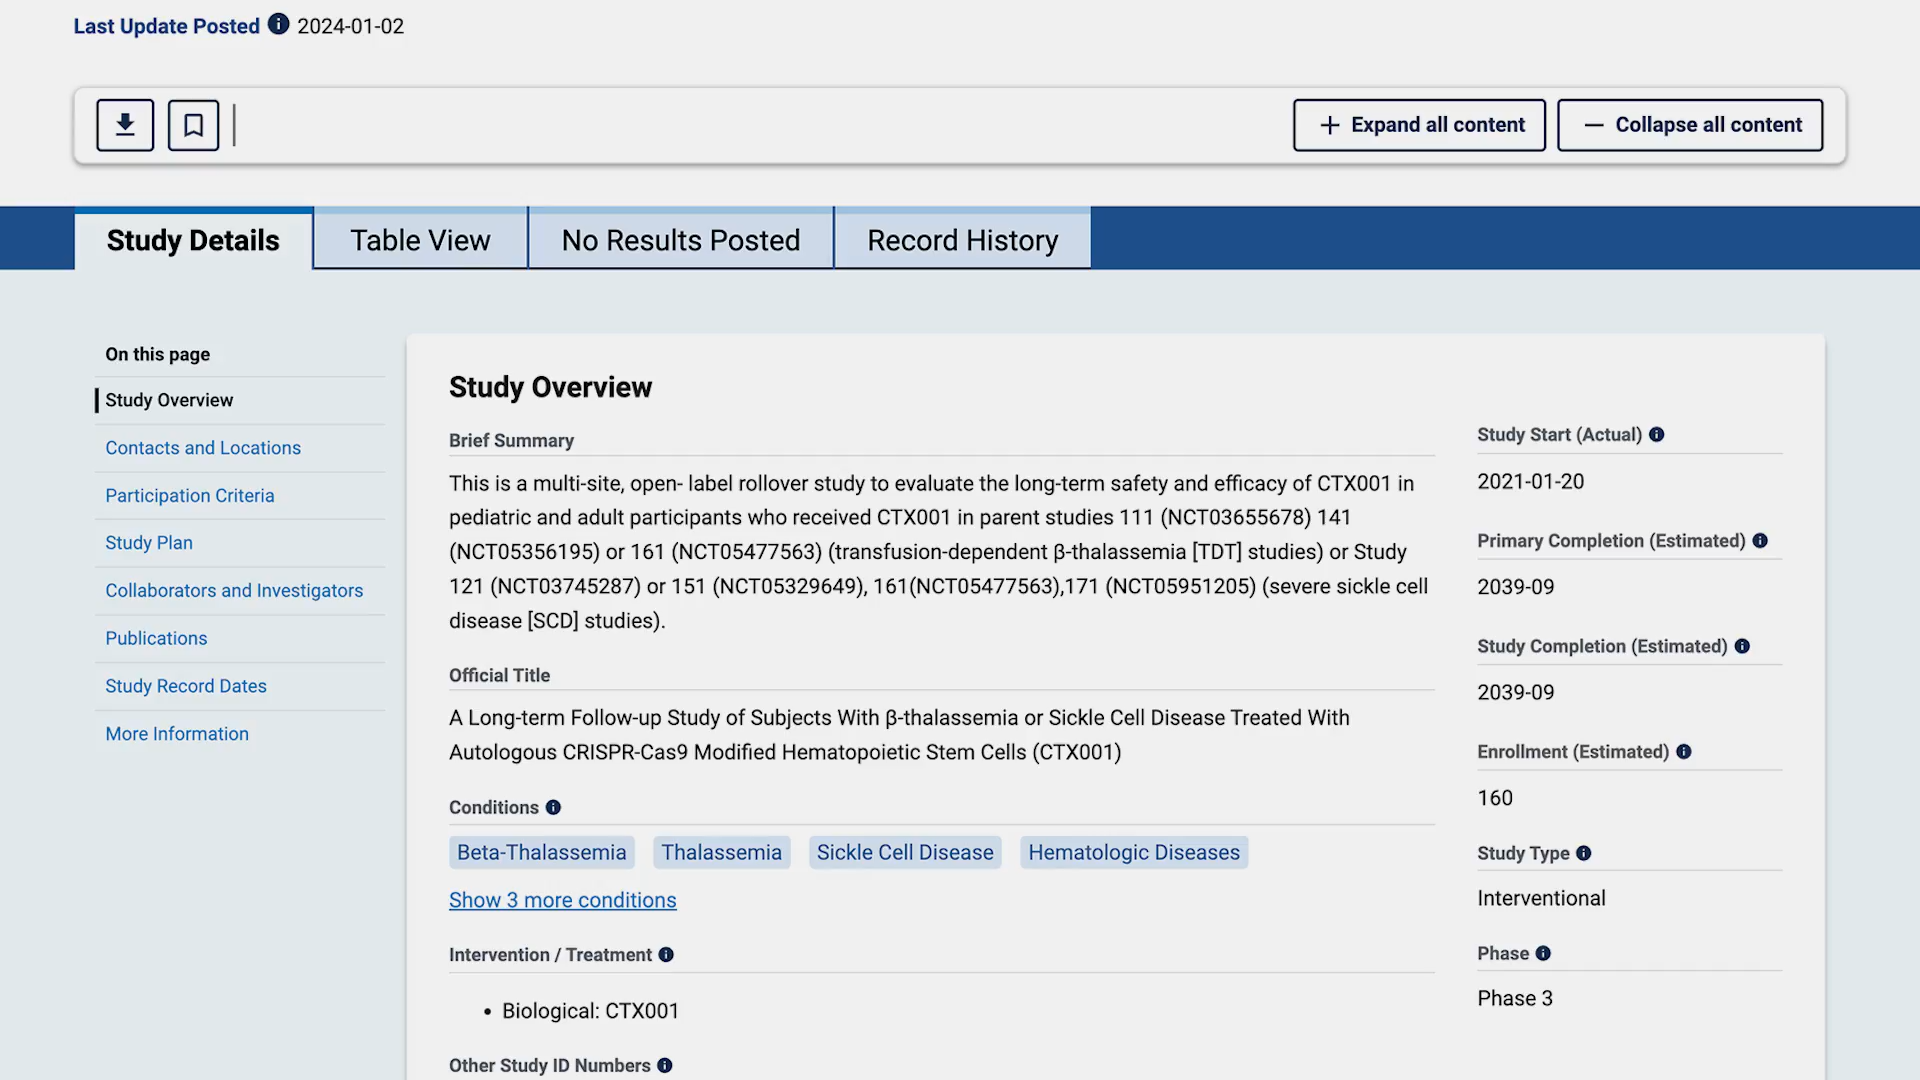 Last Update Posted 2024-01-02
Expand all content
Collapse all content
Study Details
Table View
No Results Posted
Record History
On this page
Study Overview
Contacts and Locations
Participation Criteria
Study Plan
Collaborators and Investigators
Publications
Study Record Dates
More Information
Study Overview
Brief Summary
This is a multi-site, open- label rollover study to evaluate the long-term safety and efficacy of CTX001 in
pediatric and adult participants who received CTX001 in parent studies 111 (NCT03655678) 141
(NCT05356195) or 161 (NCT05477563) (transfusion-dependent β-thalassemia [TDT] studies) or Study
121 (NCT03745287) or 151 (NCT05329649), 161(NCT05477563),171 (NCT05951205) (severe sickle cell
disease [SCD] studies).
Official Title
A Long-term Follow-up Study of Subjects With β-thalassemia or Sickle Cell Disease Treated With
Autologous CRISPR-Cas9 Modified Hematopoietic Stem Cells (CTX001)
Conditions
Beta-Thalassemia
Thalassemia
Sickle Cell Disease
Hematologic Diseases
Show 3 more conditions
Intervention / Treatment
• Biological: CTX001
Other Study ID Numbers
Study Start (Actual)
2021-01-20
Primary Completion (Estimated)
2039-09
Study Completion (Estimated)
2039-09
Enrollment (Estimated)
160
Study Type
Interventional
Phase
Phase 3